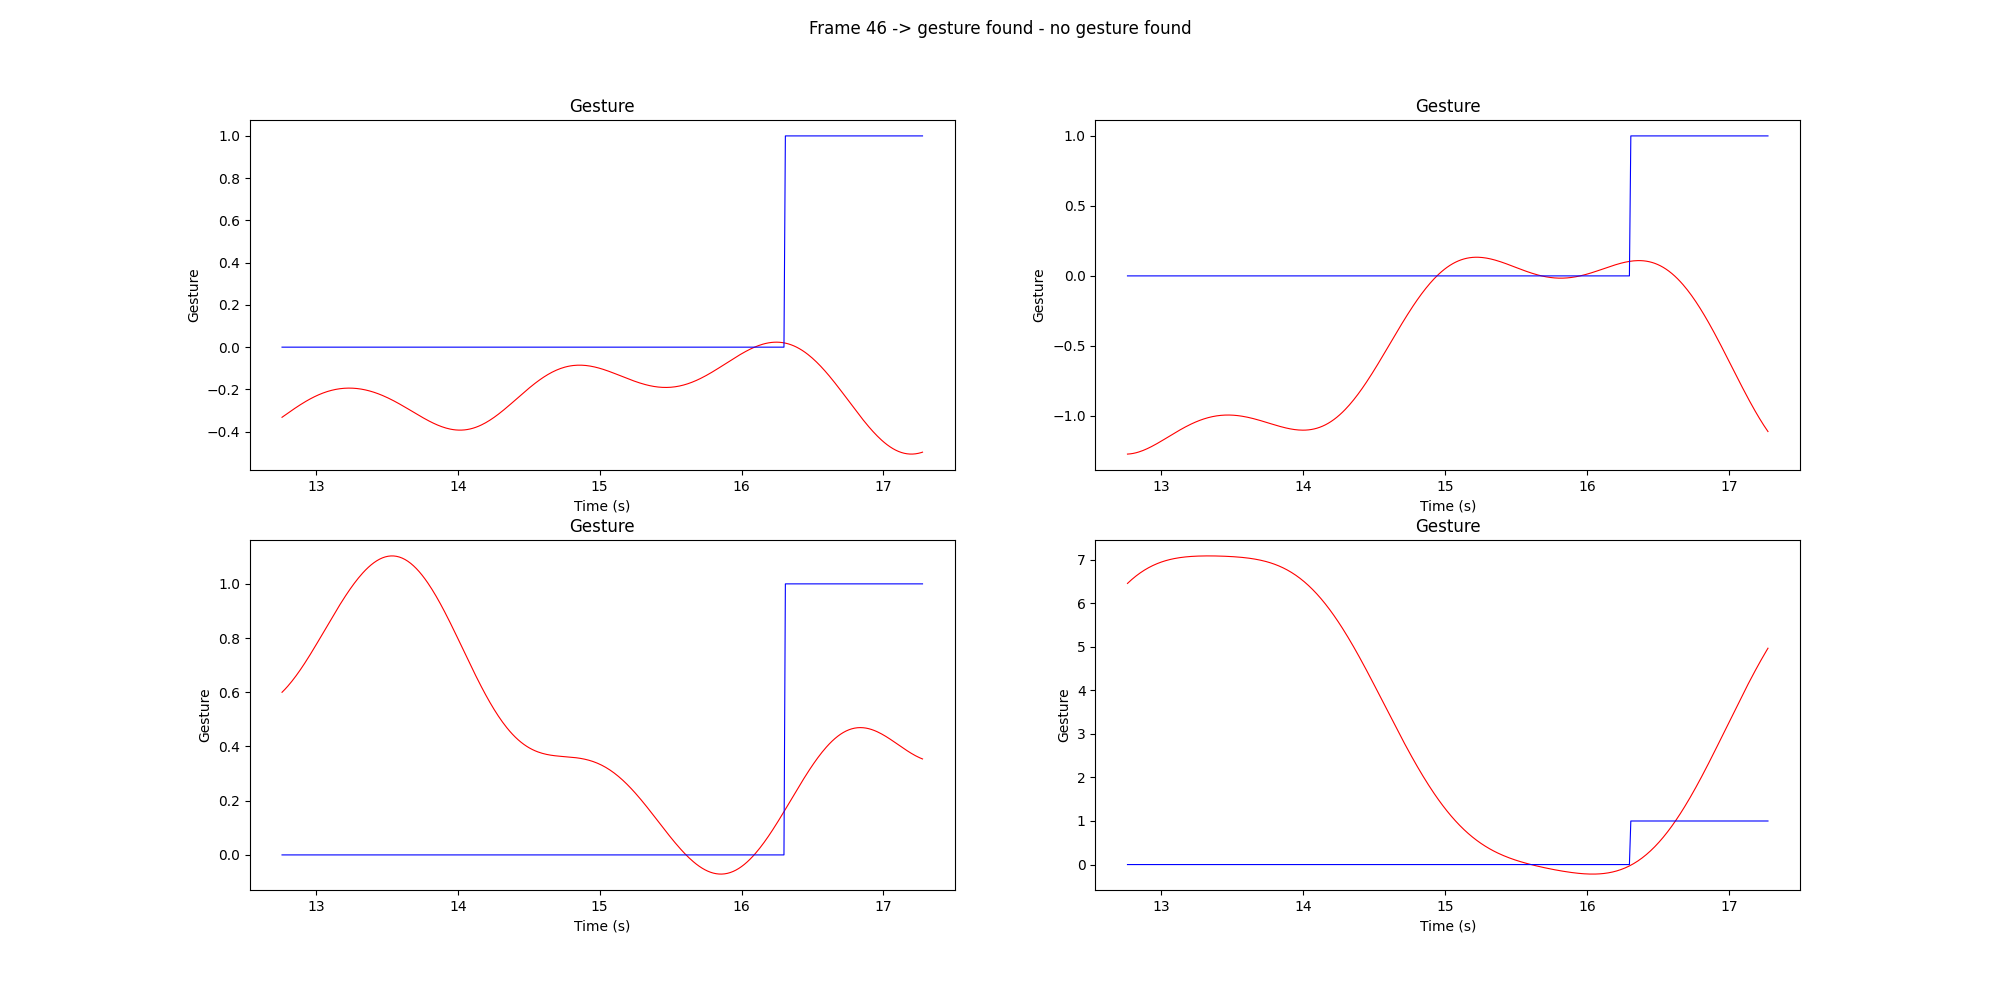 Frame 46 -> gesture found - no gesture found
Gesture
1.0
0.8
0.6
0.4
0.2
0.0
−0.2
−0.4
Gesture
13 14 15 16 17
Time (s)
Gesture
1.0
0.5
0.0
−0.5
−1.0
Gesture
13 14 15 16 17
Time (s)
Gesture
1.0
0.8
0.6
0.4
0.2
0.0
Gesture
13 14 15 16 17
Time (s)
Gesture
7
6
5
4
3
2
1
0
Gesture
13 14 15 16 17
Time (s)